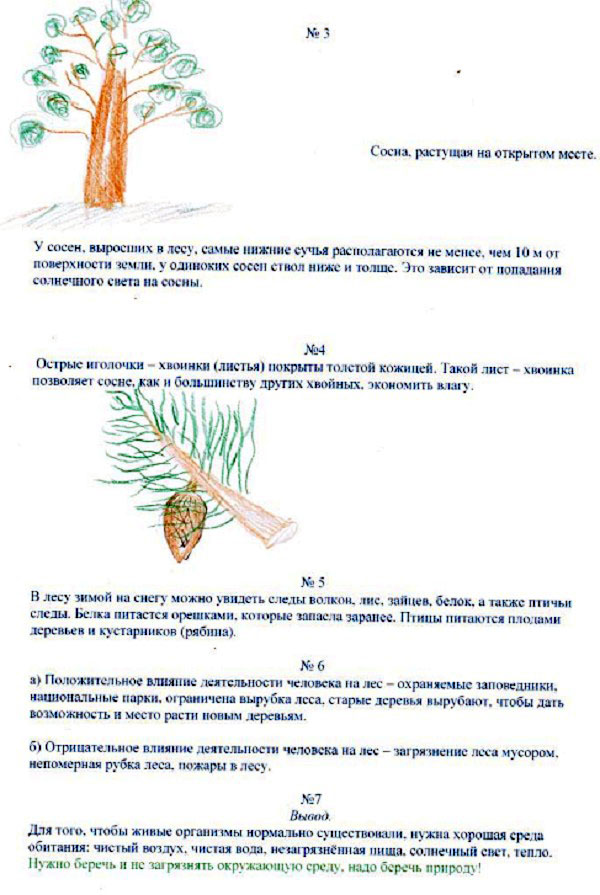 № 3
Сосна, растущая на открытом месте.
У сосен, выросших в лесу, самые нижние сучья располагаются не менее, чем 10 м от
поверхности земли, у одиноких сосен ствол ниже и толще. Это зависит от попадания
солнечного света на сосны.
№4
Острые иголочки – хвоинки (листья) покрыты толстой кожицей. Такой лист – хвоинка
позволяет сосне, как и большинству других хвойных, экономить влагу.
№ 5
В лесу зимой на снегу можно увидеть следы волков, лис, зайцев, белок, а также птичьи
следы. Белка питается орешками, которые запасла заранее. Птицы питаются плодами
деревьев и кустарников (рябина).
№ 6
а) Положительное влияние деятельности человека на лес – охраняемые заповедники,
национальные парки, ограничена вырубка леса, старые деревья вырубают, чтобы дать
возможность и место расти новым деревьям.
б) Отрицательное влияние деятельности человека на лес – загрязнение леса мусором,
непомерная рубка леса, пожары в лесу.
№7
Вывод.
Для того, чтобы живые организмы нормально существовали, нужна хорошая среда
обитания: чистый воздух, чистая вода, незагрязнённая пища, солнечный свет, тепло.
Нужно беречь и не загрязнять окружающую среду, надо беречь природу!